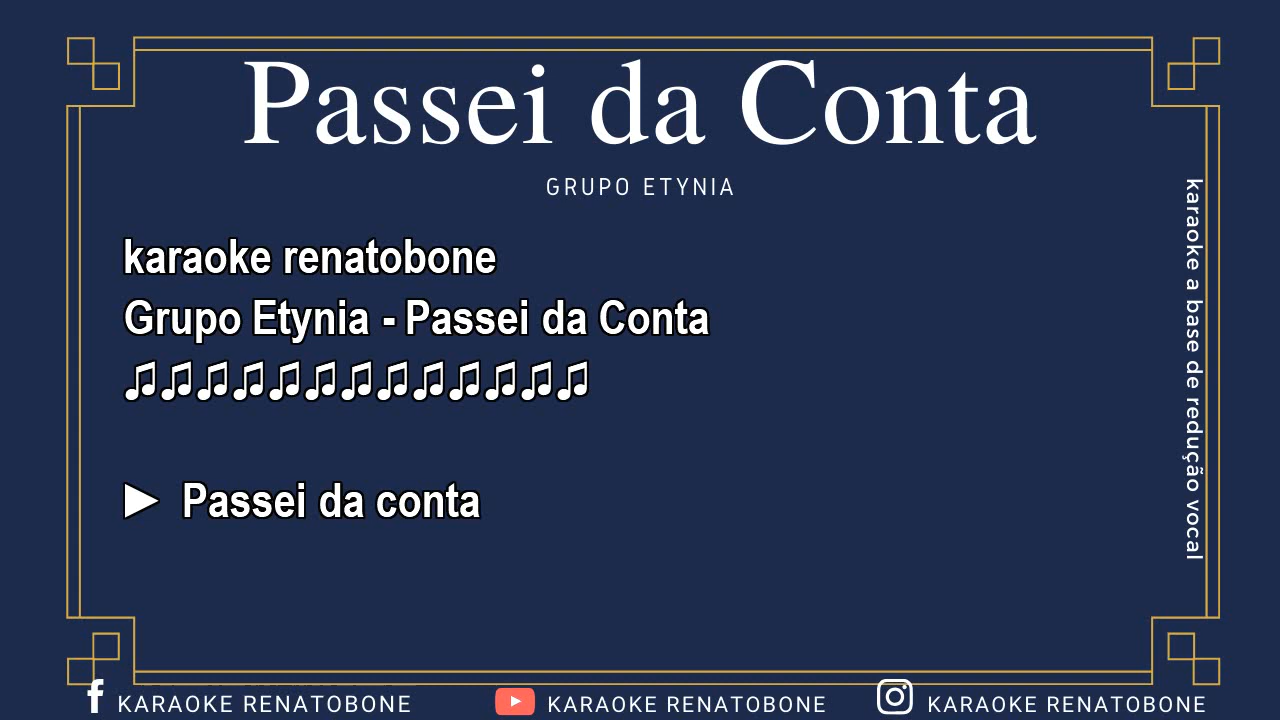 Passei da Conta
GRUPO ETYNIA
karaoke renatobone
Grupo Etynia - Passei da Conta
♫♫♫♫♫♫♫♫♫♫♫♫♫
► Passei da conta
karaoke a base de redução vocal
KARAOKE RENATOBONE
KARAOKE RENATOBONE
KARAOKE RENATOBONE